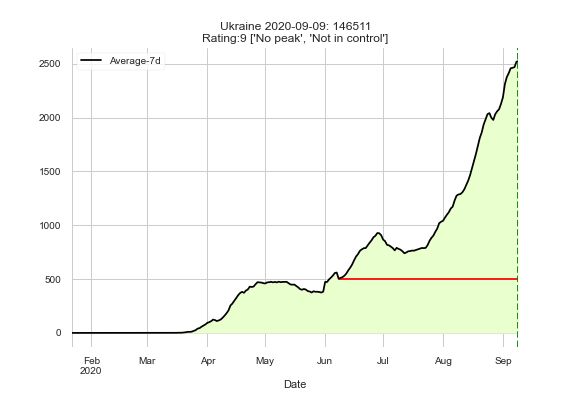 Ukraine 2020-09-09: 146511
Rating:9 ['No peak', 'Not in control']
Average-7d
2500
2000
1500
1000
500
0
Feb Mar Apr May Jun Jul Aug Sep
2020
Date